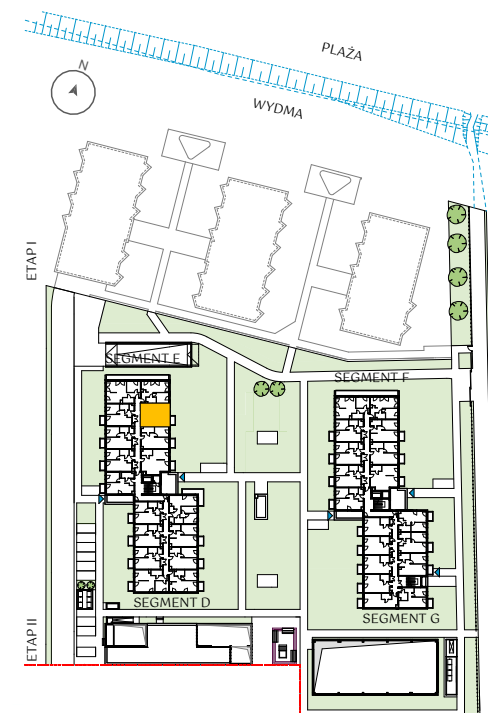 PLAŻA
N
WYDMA
ETAP I
SEGMENT E
SEGMENT F
SEGMENT D
SEGMENT G
ETAP II